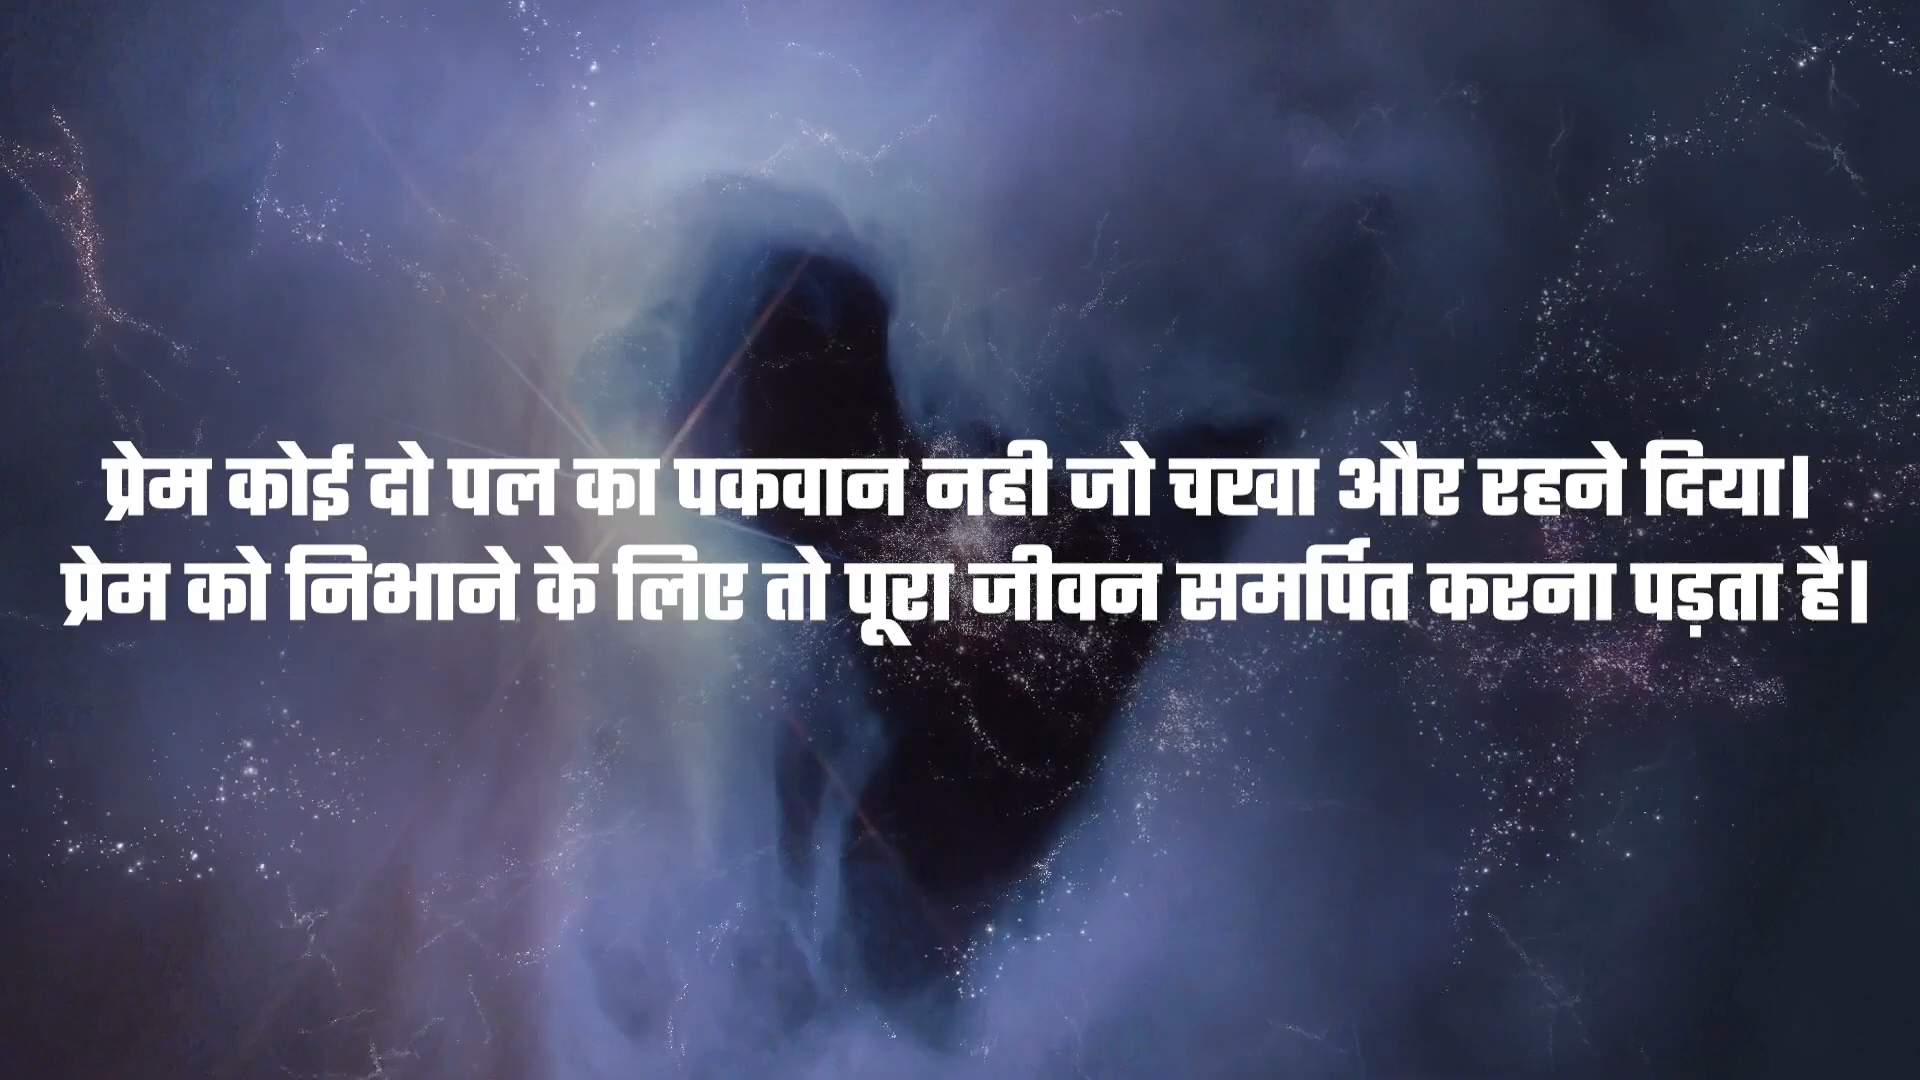 प्रेम कोई दो पल का पकवान नही जो चखा और रहने दिया।
प्रेम को निभाने के लिए तो पूरा जीवन समर्पित करना पड़ता है।